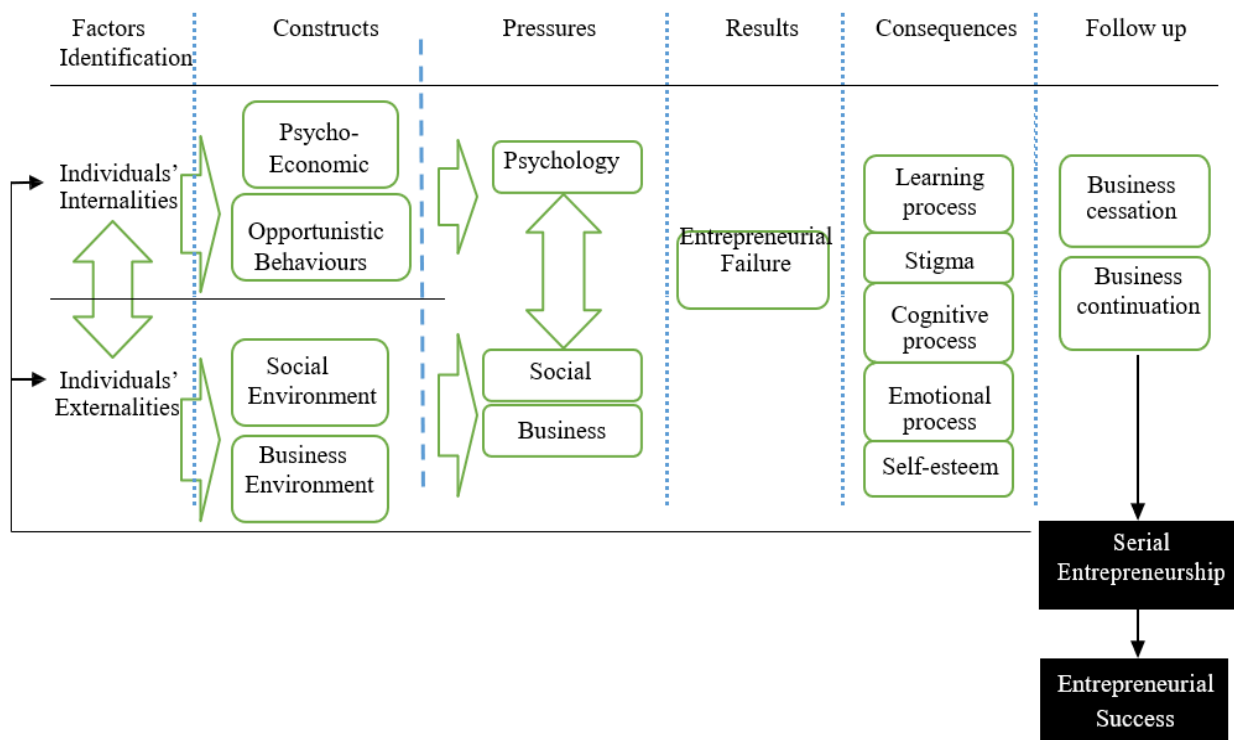 Factors
Identification
Constructs
Pressures
Results
Consequences
Follow up
Individuals'
Internalities
Individuals'
Externalities
Psycho-
Economic
Opportunistic
Behaviours
Social
Environment
Business
Environment
Psychology
Social
Business
Entrepreneurial
Failure
Learning
process
Stigma
Cognitive
process
Emotional
process
Self-esteem
Business
cessation
Business
continuation
Serial
Entrepreneurship
Entrepreneurial
Success